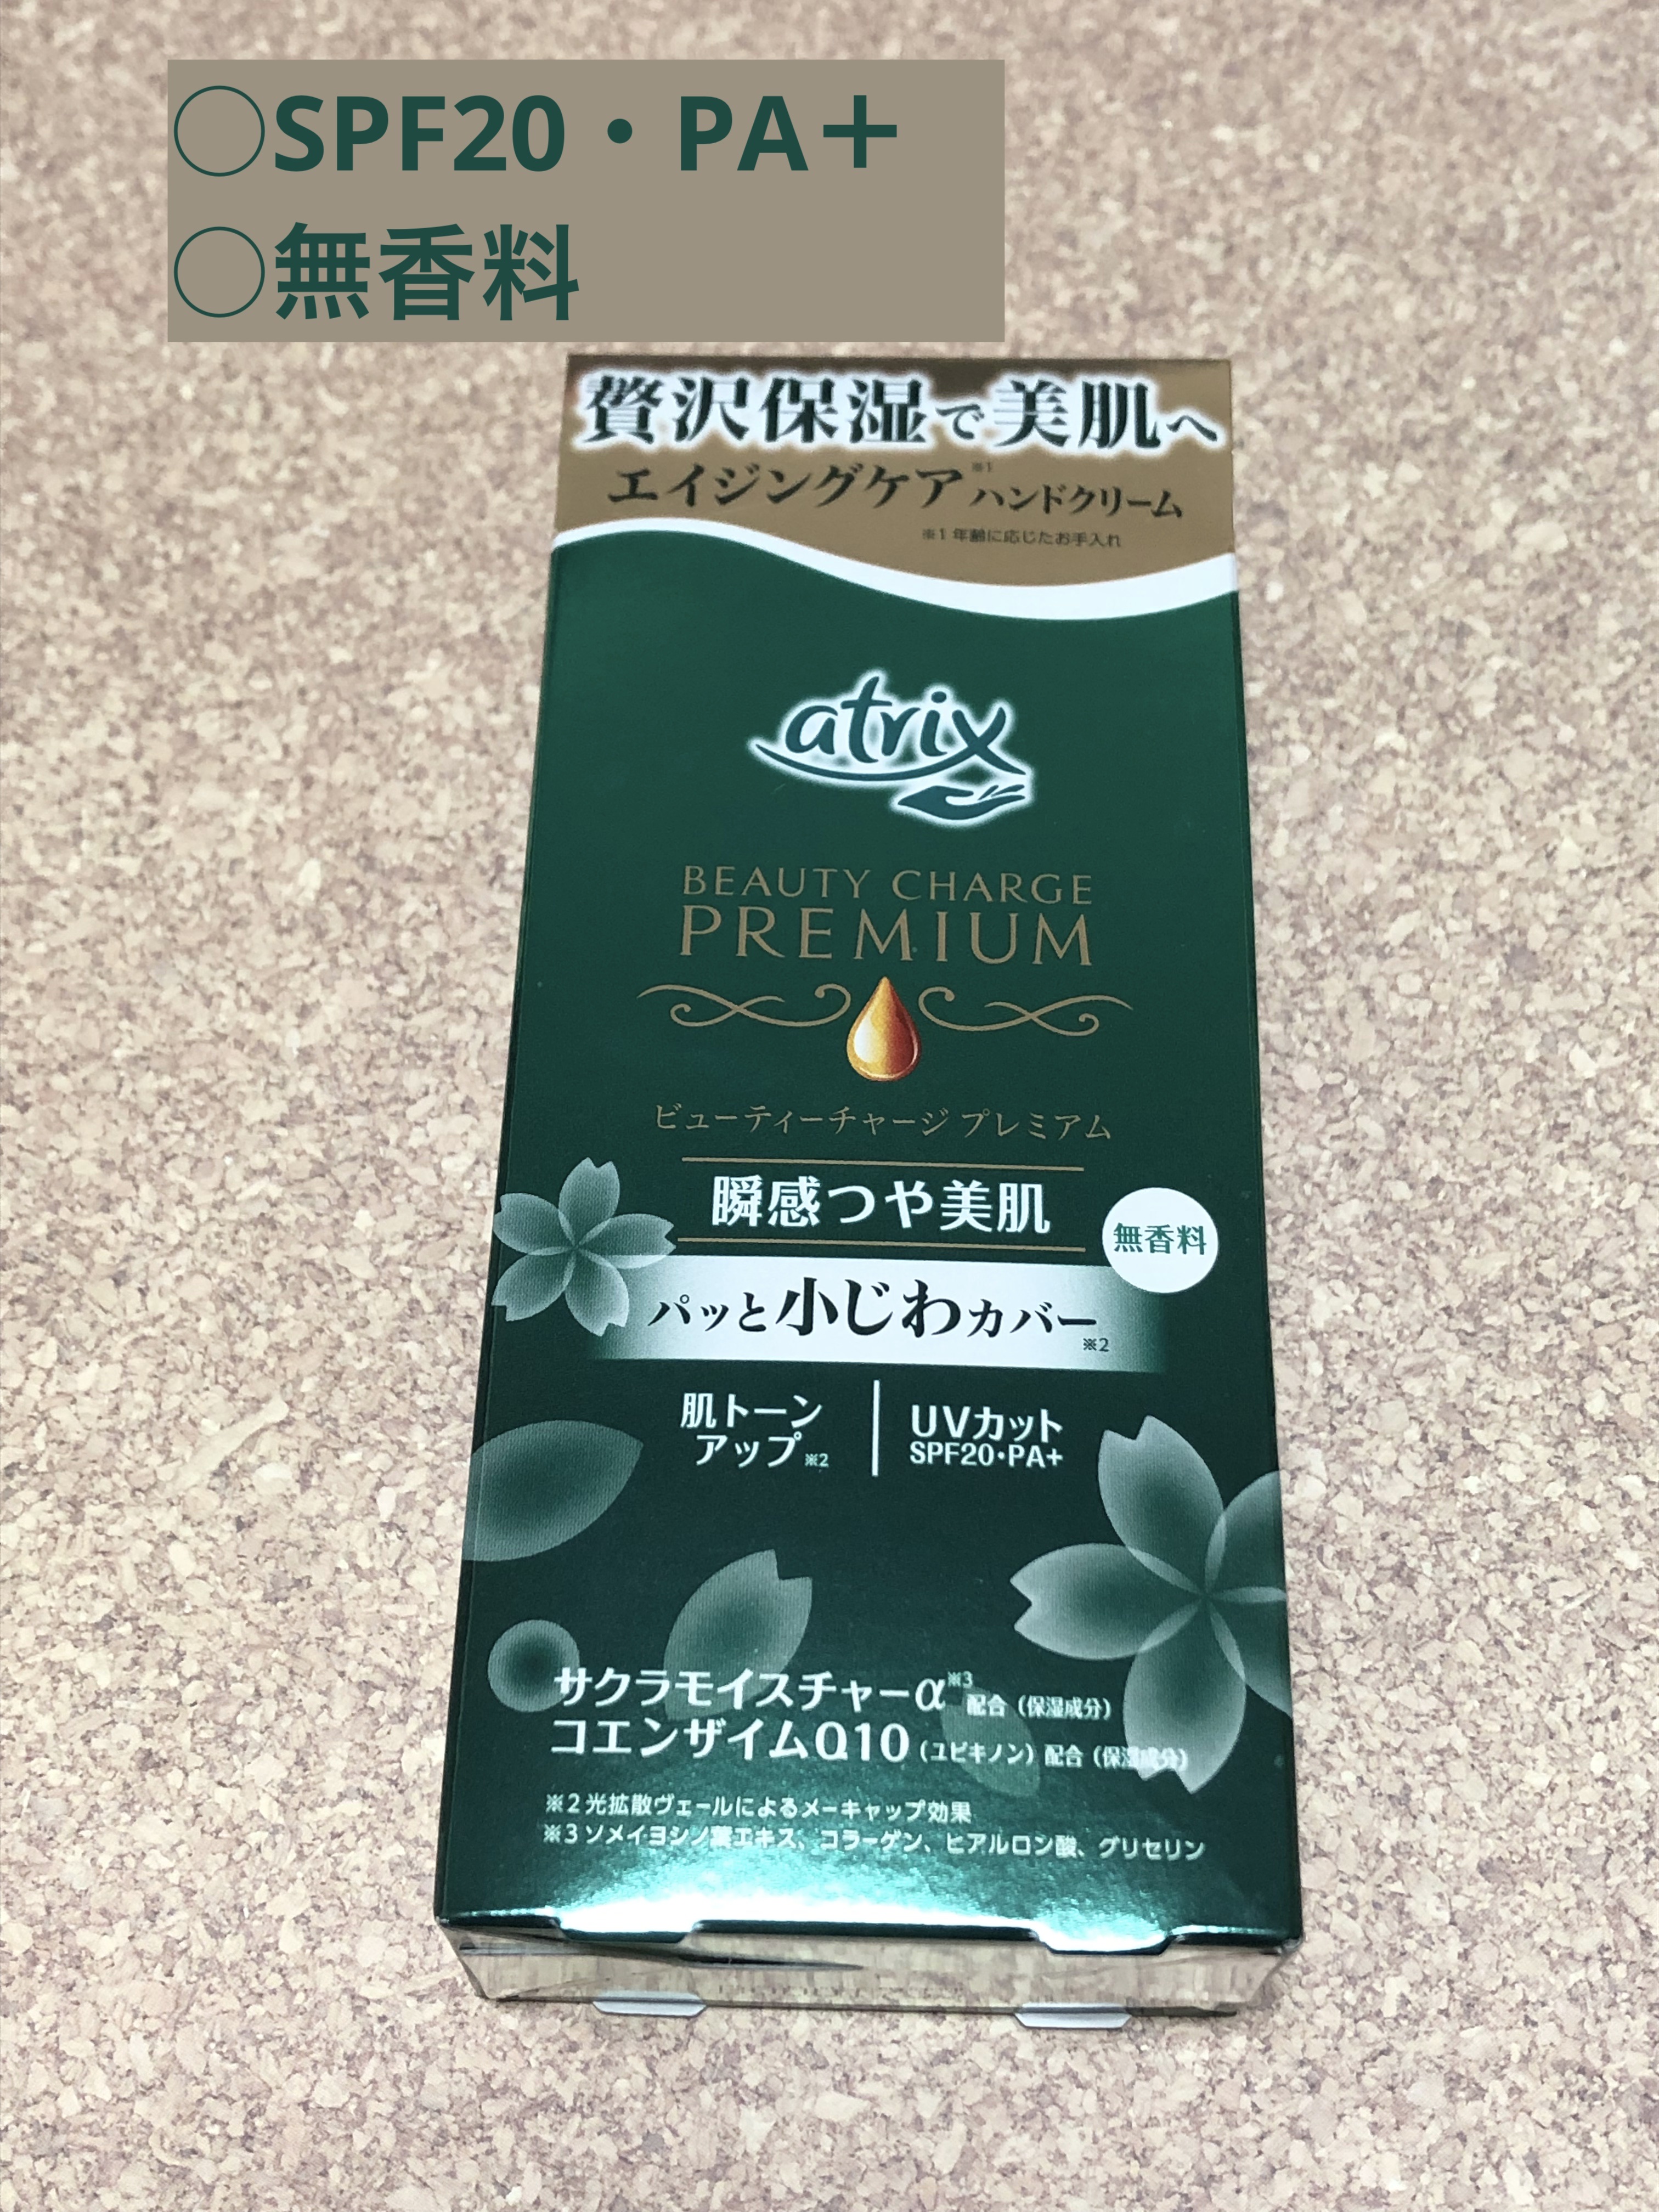 ○SPF20・PA＋
○無香料
贅沢保湿で美肌へ
エイジングケア※1ハンドクリーム
※1 年齢に応じたお手入れ
atrix
BEAUTY CHARGE
PREMIUM
ビューティーチャージ プレミアム
瞬感つや美肌
無香料
パッと小じわカバー※2
肌トーン
アップ※2
UVカット
SPF20・PA+
サクラモイスチャーα※3配合（保湿成分）
コエンザイムQ10（ユビキノン）配合（保湿成分）
※2 光拡散ヴェールによるメーキャップ効果
※3 ソメイヨシノ葉エキス、コラーゲン、ヒアルロン酸、グリセリン